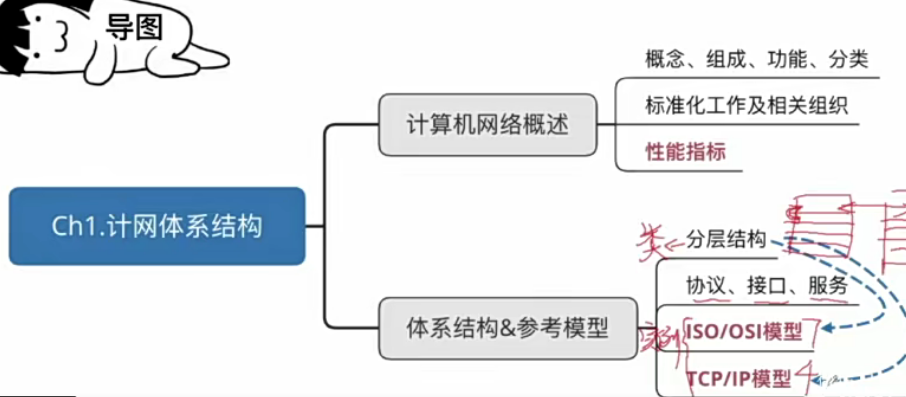 导图
概念、组成、功能、分类
计算机网络概述
标准化工作及相关组织
性能指标
Ch1.计网体系结构
类 分层结构
协议、接口、服务
体系结构&参考模型
实例 ISO/OSI模型 7
TCP/IP模型 4